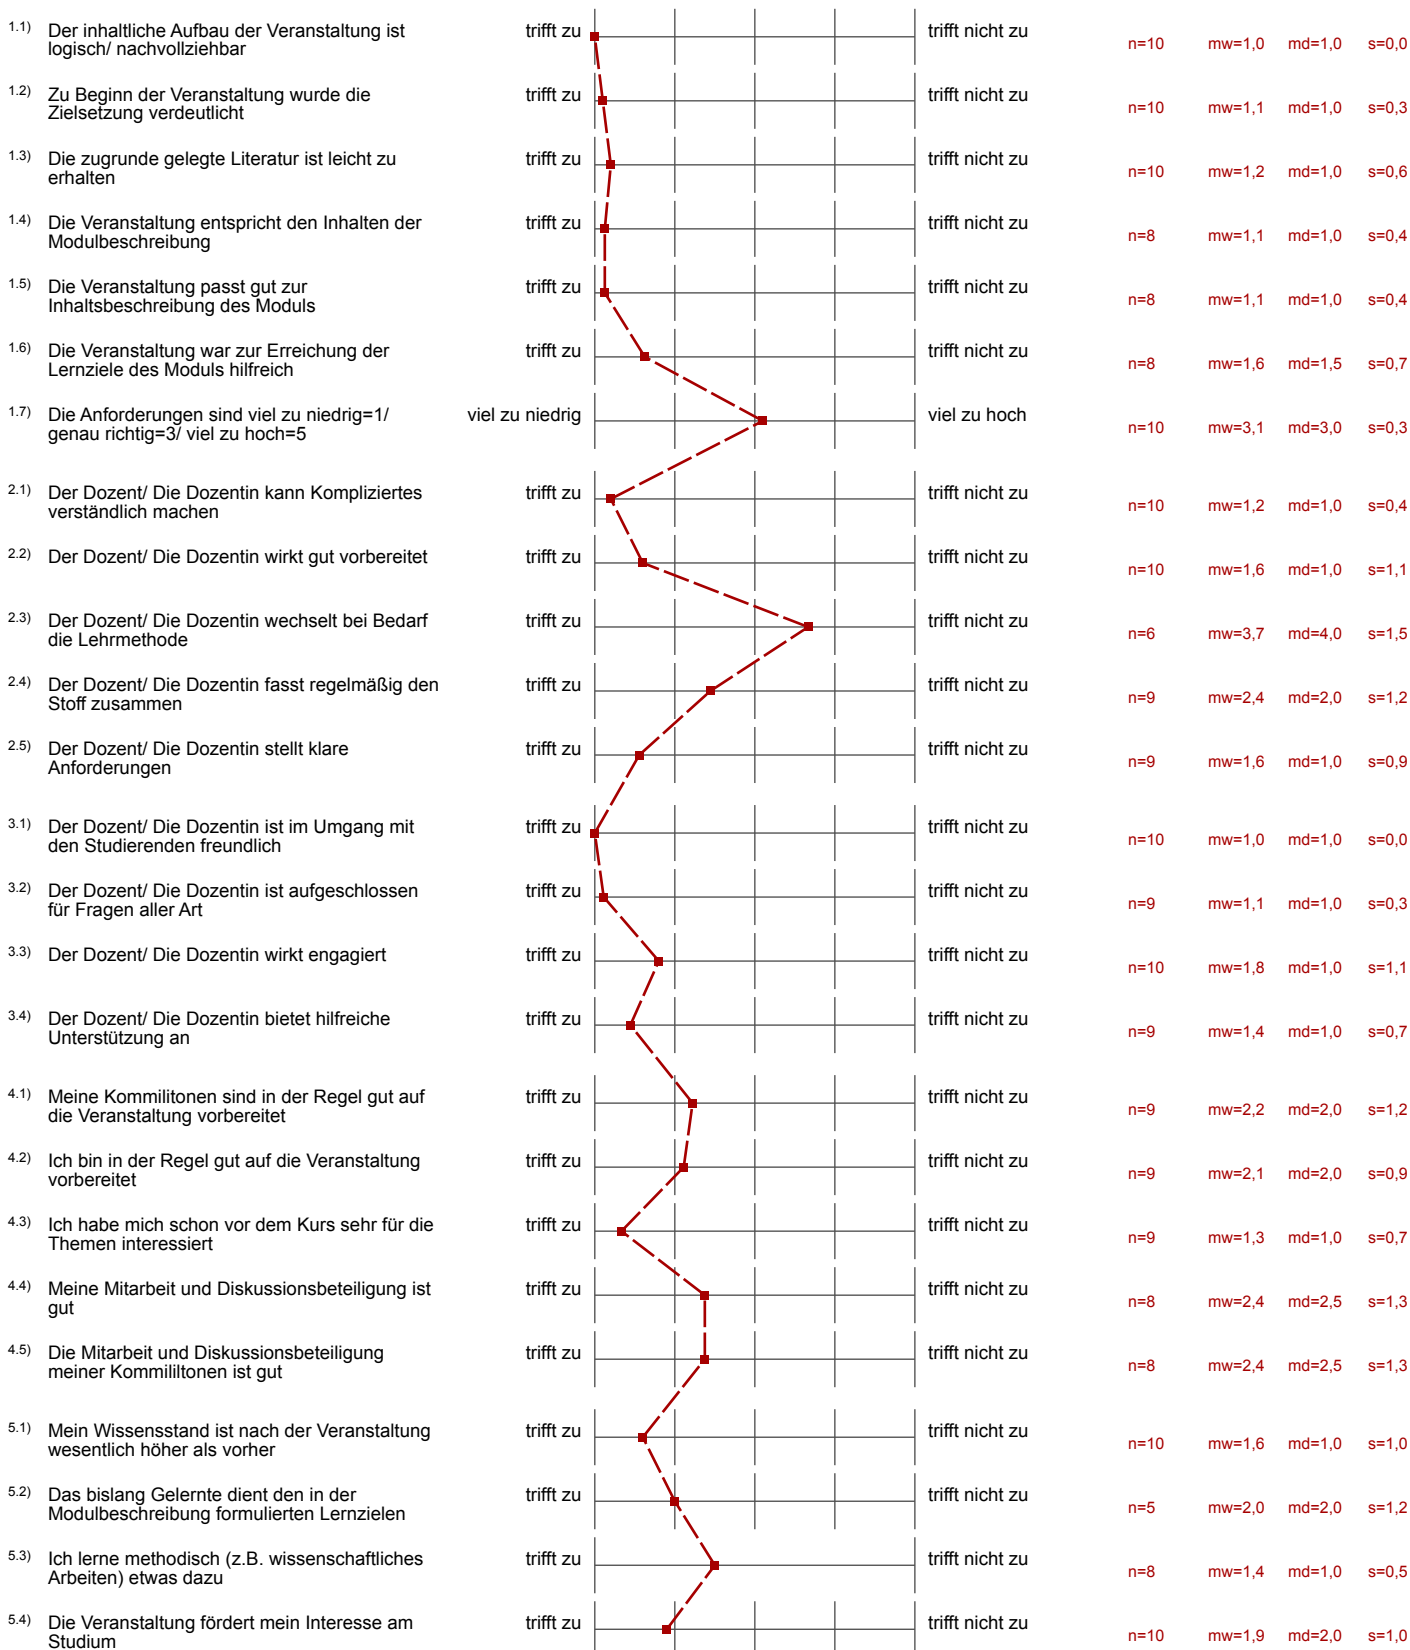 1.1) Der inhaltliche Aufbau der Veranstaltung ist trifft zu trifft nicht zu
logisch/ nachvollziehbar n=10 mw=1,0 md=1,0 s=0,0
1.2) Zu Beginn der Veranstaltung wurde die trifft zu trifft nicht zu
Zielsetzung verdeutlicht n=10 mw=1,1 md=1,0 s=0,3
1.3) Die zugrunde gelegte Literatur ist leicht zu trifft zu trifft nicht zu
erhalten n=10 mw=1,2 md=1,0 s=0,6
1.4) Die Veranstaltung entspricht den Inhalten der trifft zu trifft nicht zu
Modulbeschreibung n=8 mw=1,1 md=1,0 s=0,4
1.5) Die Veranstaltung passt gut zur trifft zu trifft nicht zu
Inhaltsbeschreibung des Moduls n=8 mw=1,1 md=1,0 s=0,4
1.6) Die Veranstaltung war zur Erreichung der trifft zu trifft nicht zu
Lernziele des Moduls hilfreich n=8 mw=1,6 md=1,5 s=0,7
1.7) Die Anforderungen sind viel zu niedrig=1/ viel zu niedrig viel zu hoch
genau richtig=3/ viel zu hoch=5 n=10 mw=3,1 md=3,0 s=0,3
2.1) Der Dozent/ Die Dozentin kann Kompliziertes trifft zu trifft nicht zu
verständlich machen n=10 mw=1,2 md=1,0 s=0,4
2.2) Der Dozent/ Die Dozentin wirkt gut vorbereitet trifft zu trifft nicht zu
n=10 mw=1,6 md=1,0 s=1,1
2.3) Der Dozent/ Die Dozentin wechselt bei Bedarf trifft zu trifft nicht zu
die Lehrmethode n=6 mw=3,7 md=4,0 s=1,5
2.4) Der Dozent/ Die Dozentin fasst regelmäßig den trifft zu trifft nicht zu
Stoff zusammen n=9 mw=2,4 md=2,0 s=1,2
2.5) Der Dozent/ Die Dozentin stellt klare trifft zu trifft nicht zu
Anforderungen n=9 mw=1,6 md=1,0 s=0,9
3.1) Der Dozent/ Die Dozentin ist im Umgang mit trifft zu trifft nicht zu
den Studierenden freundlich n=10 mw=1,0 md=1,0 s=0,0
3.2) Der Dozent/ Die Dozentin ist aufgeschlossen trifft zu trifft nicht zu
für Fragen aller Art n=9 mw=1,1 md=1,0 s=0,3
3.3) Der Dozent/ Die Dozentin wirkt engagiert trifft zu trifft nicht zu
n=10 mw=1,8 md=1,0 s=1,1
3.4) Der Dozent/ Die Dozentin bietet hilfreiche trifft zu trifft nicht zu
Unterstützung an n=9 mw=1,4 md=1,0 s=0,7
4.1) Meine Kommilitonen sind in der Regel gut auf trifft zu trifft nicht zu
die Veranstaltung vorbereitet n=9 mw=2,2 md=2,0 s=1,2
4.2) Ich bin in der Regel gut auf die Veranstaltung trifft zu trifft nicht zu
vorbereitet n=9 mw=2,1 md=2,0 s=0,9
4.3) Ich habe mich schon vor dem Kurs sehr für die trifft zu trifft nicht zu
Themen interessiert n=9 mw=1,3 md=1,0 s=0,7
4.4) Meine Mitarbeit und Diskussionsbeteiligung ist trifft zu trifft nicht zu
gut n=8 mw=2,4 md=2,5 s=1,3
4.5) Die Mitarbeit und Diskussionsbeteiligung trifft zu trifft nicht zu
meiner Kommililtonen ist gut n=8 mw=2,4 md=2,5 s=1,3
5.1) Mein Wissensstand ist nach der Veranstaltung trifft zu trifft nicht zu
wesentlich höher als vorher n=10 mw=1,6 md=1,0 s=1,0
5.2) Das bislang Gelernte dient den in der trifft zu trifft nicht zu
Modulbeschreibung formulierten Lernzielen n=5 mw=2,0 md=2,0 s=1,2
5.3) Ich lerne methodisch (z.B. wissenschaftliches trifft zu trifft nicht zu
Arbeiten) etwas dazu n=8 mw=1,4 md=1,0 s=0,5
5.4) Die Veranstaltung fördert mein Interesse am trifft zu trifft nicht zu
Studium n=10 mw=1,9 md=2,0 s=1,0